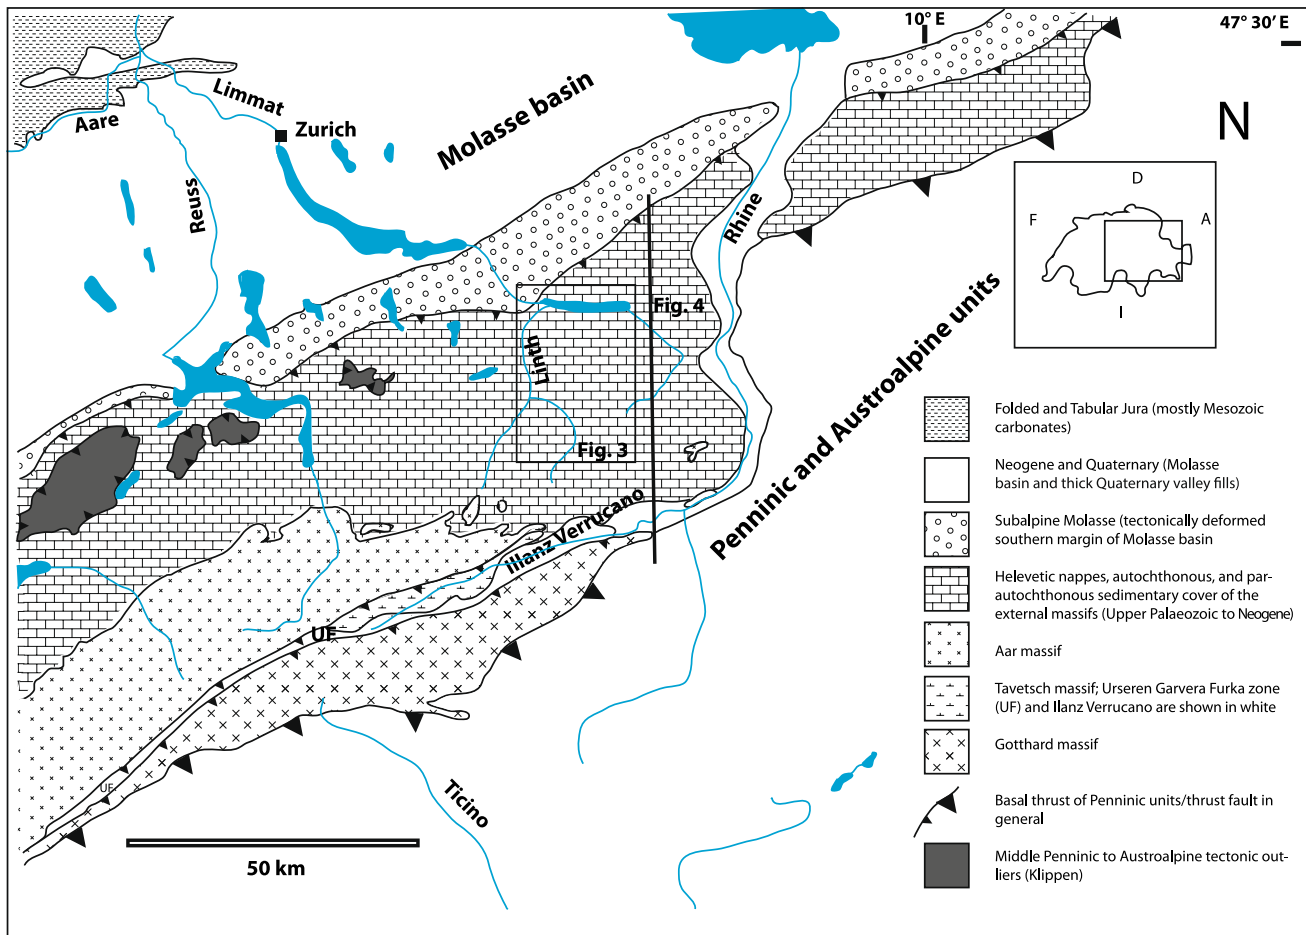 10° E
47° 30’ E
Limmat
Aare
Zurich
Molasse basin
N
Reuss
Rhine
D
F
A
I
Fig. 4
Linth
Fig. 3
Penninic and Austroalpine units
Illanz Verrucano
UF
UF
Ticino
50 km
Folded and Tabular Jura (mostly Mesozoic
carbonates)
Neogene and Quaternary (Molasse
basin and thick Quaternary valley fills)
Subalpine Molasse (tectonically deformed
southern margin of Molasse basin
Helevetic nappes, autochthonous, and par-
autochthonous sedimentary cover of the
external massifs (Upper Palaeozoic to Neogene)
Aar massif
Tavetsch massif; Urseren Garvera Furka zone
(UF) and Ilanz Verrucano are shown in white
Gotthard massif
Basal thrust of Penninic units/thrust fault in
general
Middle Penninic to Austroalpine tectonic out-
liers (Klippen)